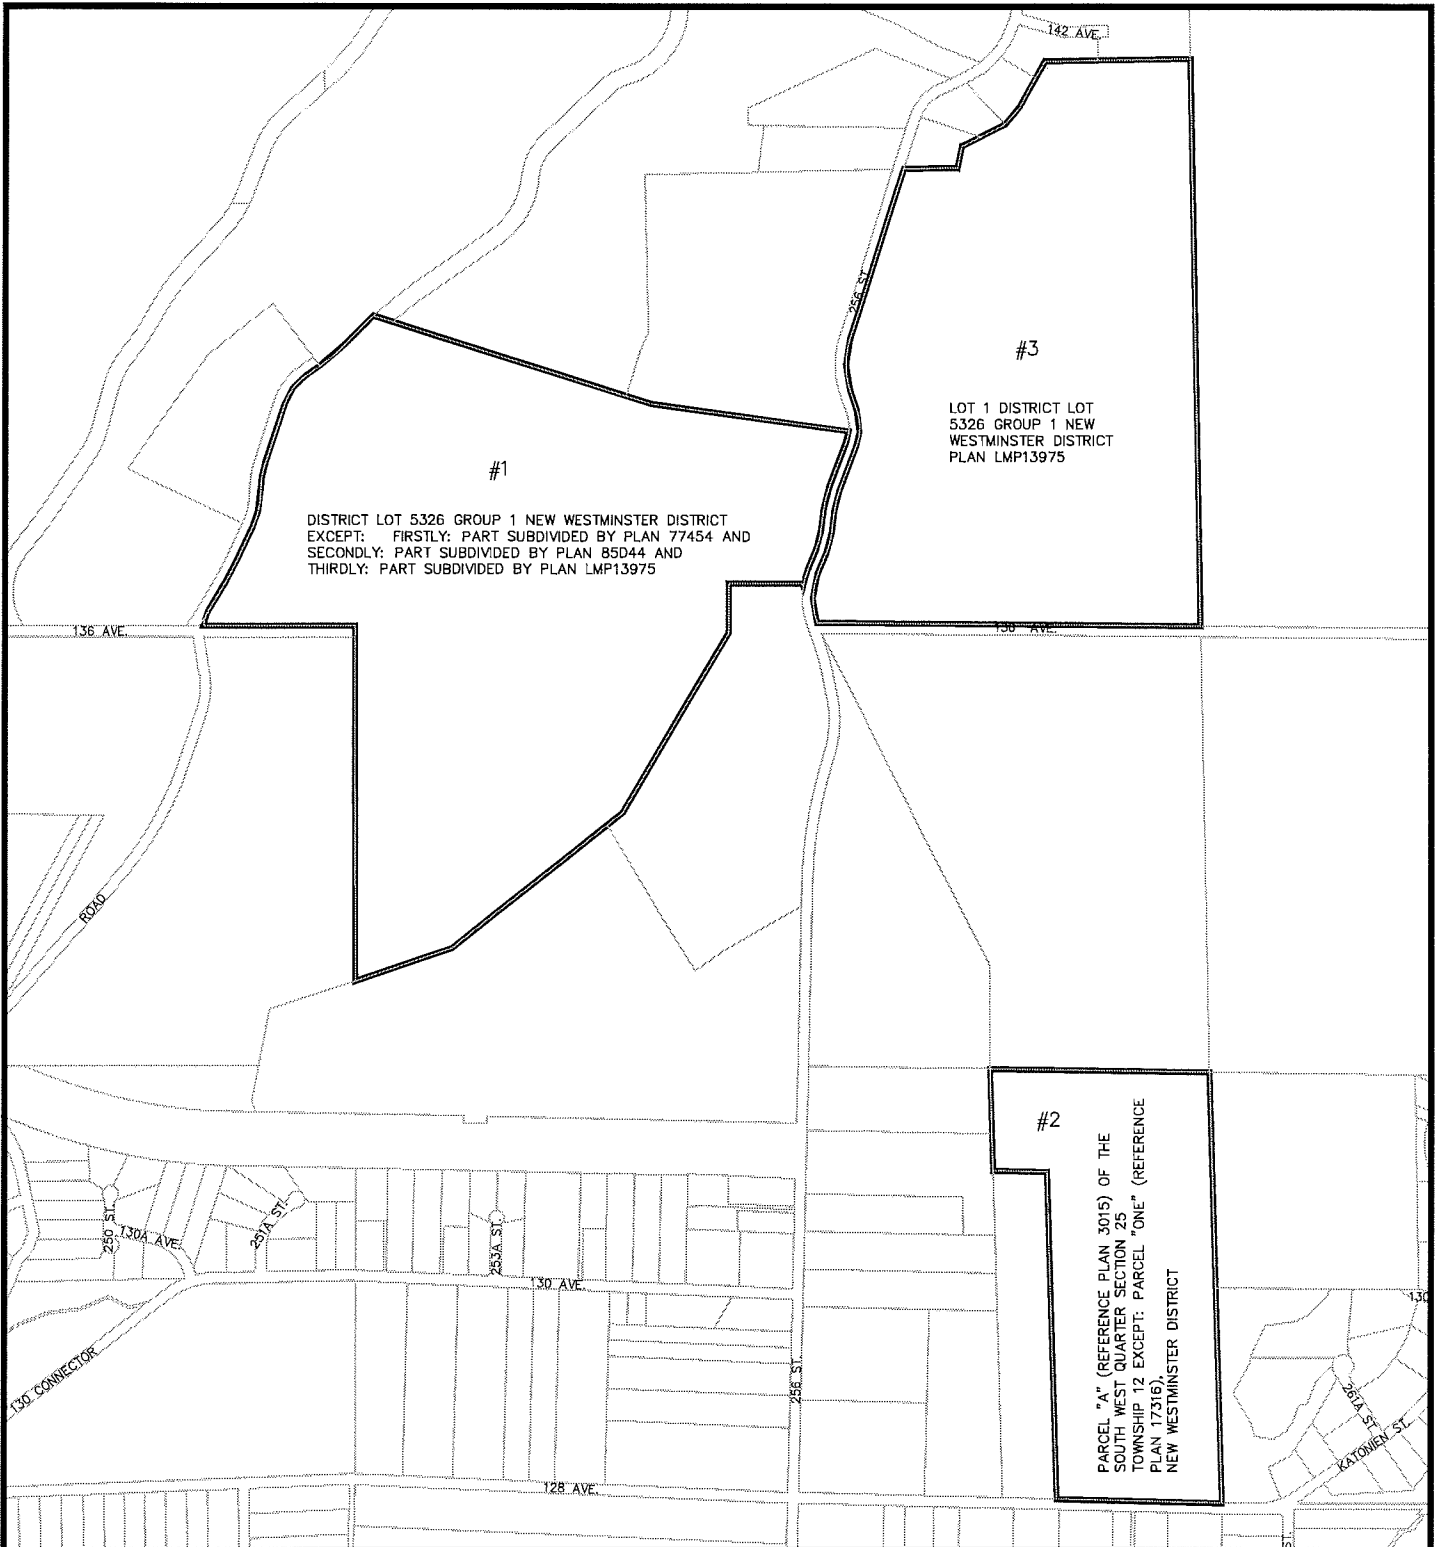 142 AVE.
256 ST.
#3
LOT 1 DISTRICT LOT
5326 GROUP 1 NEW
WESTMINSTER DISTRICT
PLAN LMP13975
#1
DISTRICT LOT 5326 GROUP 1 NEW WESTMINSTER DISTRICT
EXCEPT: FIRSTLY: PART SUBDIVIDED BY PLAN 77454 AND
SECONDLY: PART SUBDIVIDED BY PLAN 85D44 AND
THIRDLY: PART SUBDIVIDED BY PLAN LMP13975
136 AVE.
AVE.
ROAD
#2
PARCEL "A" (REFERENCE PLAN 3015) OF THE
SOUTH WEST QUARTER SECTION 25
TOWNSHIP 12 EXCEPT: PARCEL "ONE" (REFERENCE
PLAN 17316),
NEW WESTMINSTER DISTRICT
250 ST.
130A AVE.
251A ST.
253A ST.
130 AVE.
130
130 CONNECTOR
256 ST.
261A ST.
KATONIEN ST.
128 AVE.